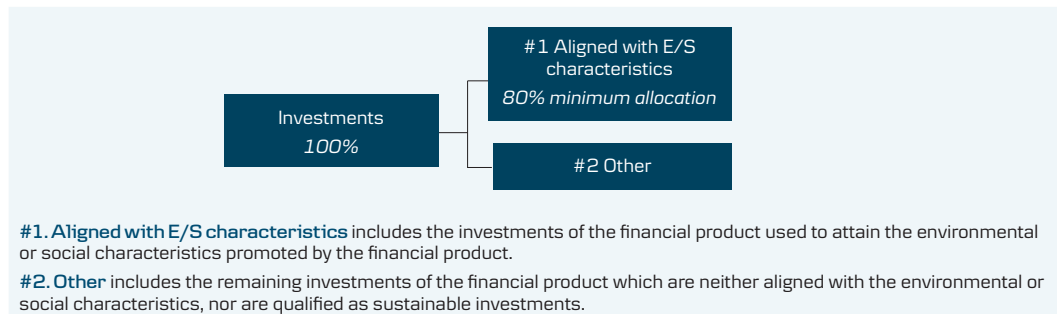 #1 Aligned with E/S
characteristics
80% minimum allocation
Investments
100%
#2 Other
#1. Aligned with E/S characteristics includes the investments of the financial product used to attain the environmental
or social characteristics promoted by the financial product.
#2. Other includes the remaining investments of the financial product which are neither aligned with the environmental or
social characteristics, nor are qualified as sustainable investments.